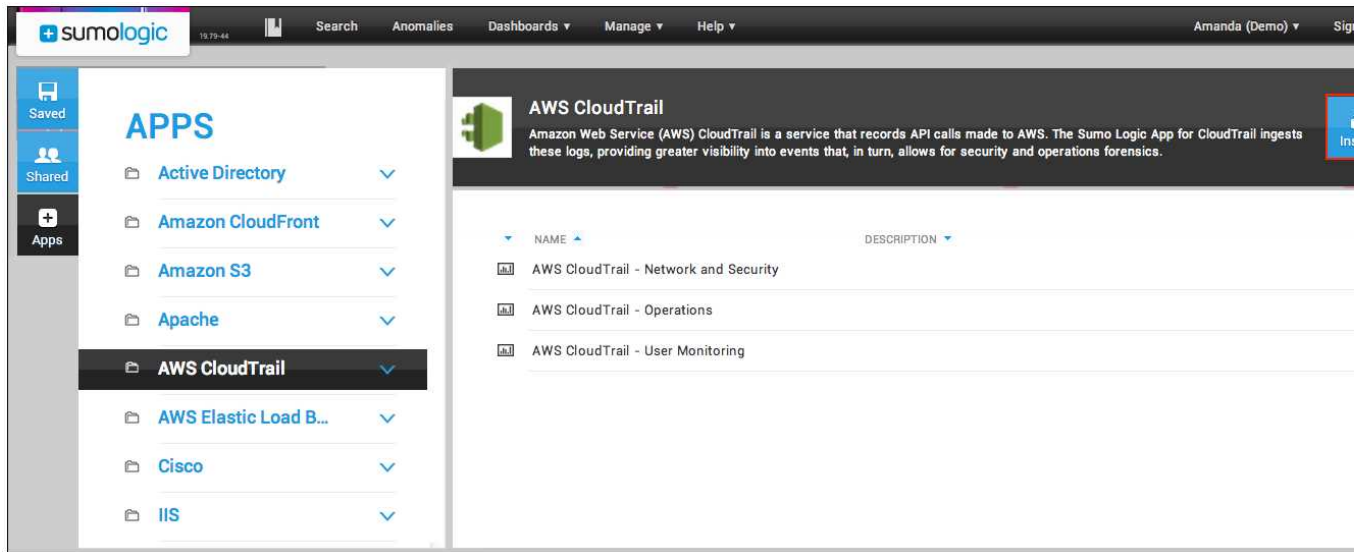 sumologic
19.79-44
Search Anomalies Dashboards Manage Help Amanda (Demo)
Saved
Shared
Apps
APPS
Active Directory
Amazon CloudFront
Amazon S3
Apache
AWS CloudTrail
AWS Elastic Load B...
Cisco
IIS
AWS CloudTrail
Amazon Web Service (AWS) CloudTrail is a service that records API calls made to AWS. The Sumo Logic App for CloudTrail ingests
these logs, providing greater visibility into events that, in turn, allows for security and operations forensics.
NAME DESCRIPTION
AWS CloudTrail - Network and Security
AWS CloudTrail - Operations
AWS CloudTrail - User Monitoring